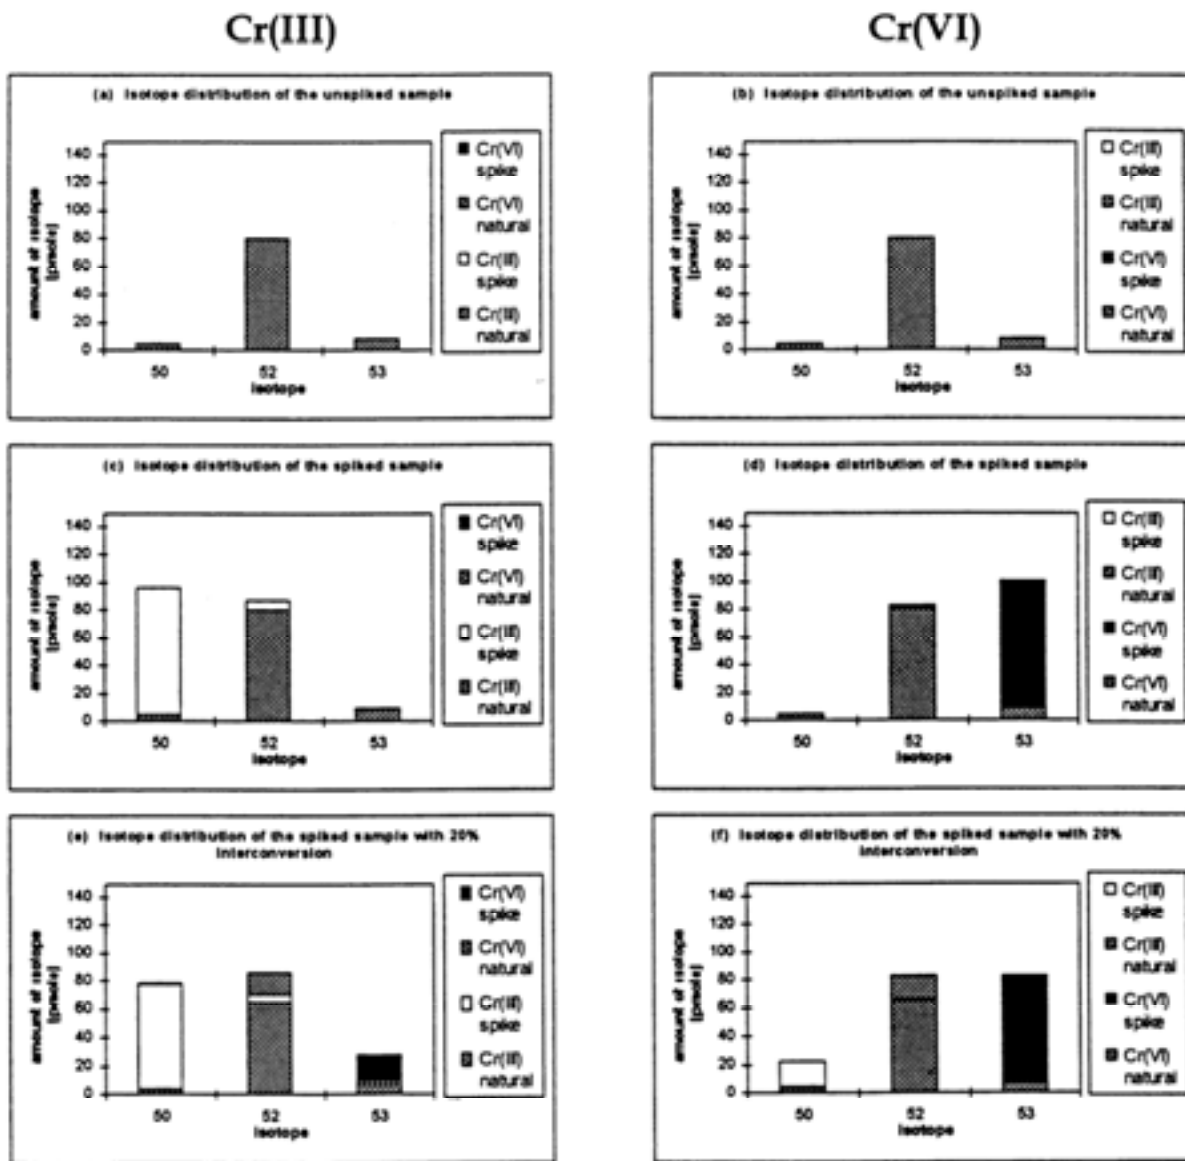 Cr(III)
Cr(VI)
(a) Isotope distribution of the unspiked sample
amount of isotope
[pmole]
140
120
100
80
60
40
20
0
50
52
53
Isotope
Cr(VI)
spike
Cr(VI)
natural
Cr(III)
spike
Cr(III)
natural
(b) Isotope distribution of the unspiked sample
amount of isotope
[pmole]
140
120
100
80
60
40
20
0
50
52
53
Isotope
Cr(III)
spike
Cr(III)
natural
Cr(VI)
spike
Cr(VI)
natural
(c) Isotope distribution of the spiked sample
amount of isotope
[pmole]
140
120
100
80
60
40
20
0
50
52
53
Isotope
Cr(VI)
spike
Cr(VI)
natural
Cr(III)
spike
Cr(III)
natural
(d) Isotope distribution of the spiked sample
amount of isotope
[pmole]
140
120
100
80
60
40
20
0
50
52
53
Isotope
Cr(III)
spike
Cr(III)
natural
Cr(VI)
spike
Cr(VI)
natural
(e) Isotope distribution of the spiked sample with 20%
interconversion
amount of isotope
[pmole]
140
120
100
80
60
40
20
0
50
52
53
Isotope
Cr(VI)
spike
Cr(VI)
natural
Cr(III)
spike
Cr(III)
natural
(f) Isotope distribution of the spiked sample with 20%
interconversion
amount of isotope
[pmole]
140
120
100
80
60
40
20
0
50
52
53
Isotope
Cr(III)
spike
Cr(III)
natural
Cr(VI)
spike
Cr(VI)
natural